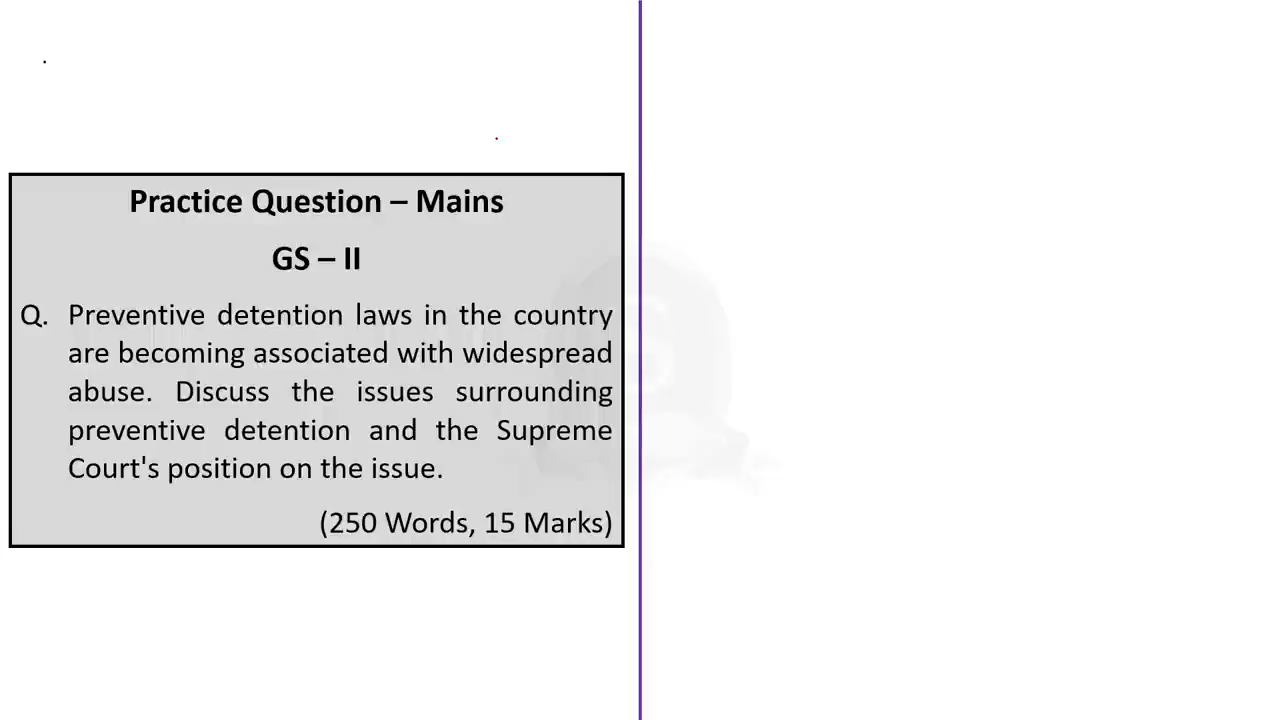 Practice Question – Mains
GS – II
Q. Preventive detention laws in the country
are becoming associated with widespread
abuse. Discuss the issues surrounding
preventive detention and the Supreme
Court's position on the issue.
(250 Words, 15 Marks)